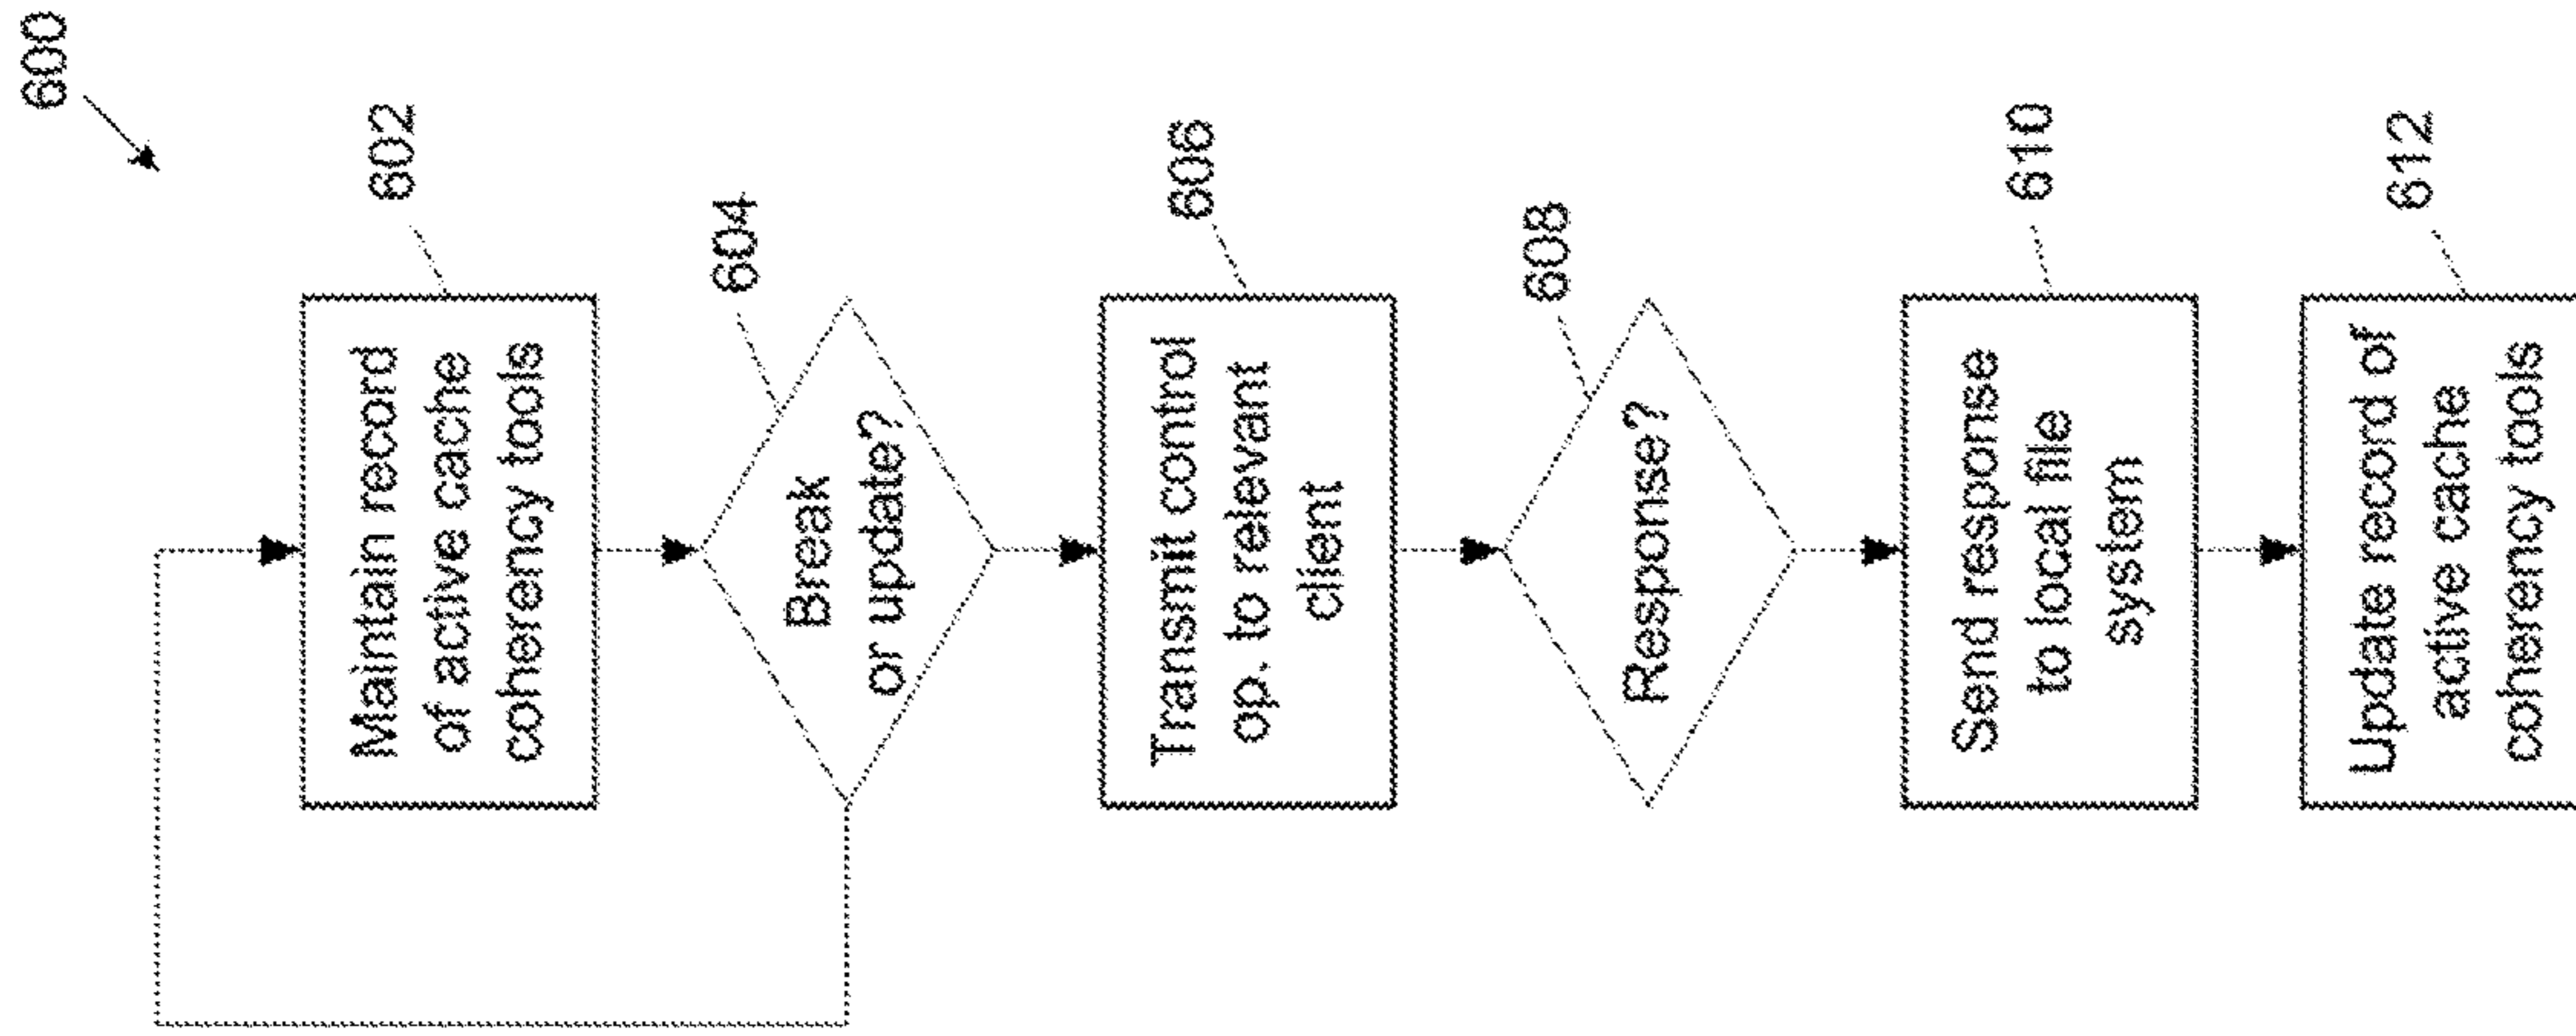 600
602
Maintain record
of active cache
coherency tools
604
Break
or update?
606
Transmit control
op. to relevant
client
608
Response?
610
Send response
to local file
system
612
Update record of
active cache
coherency tools